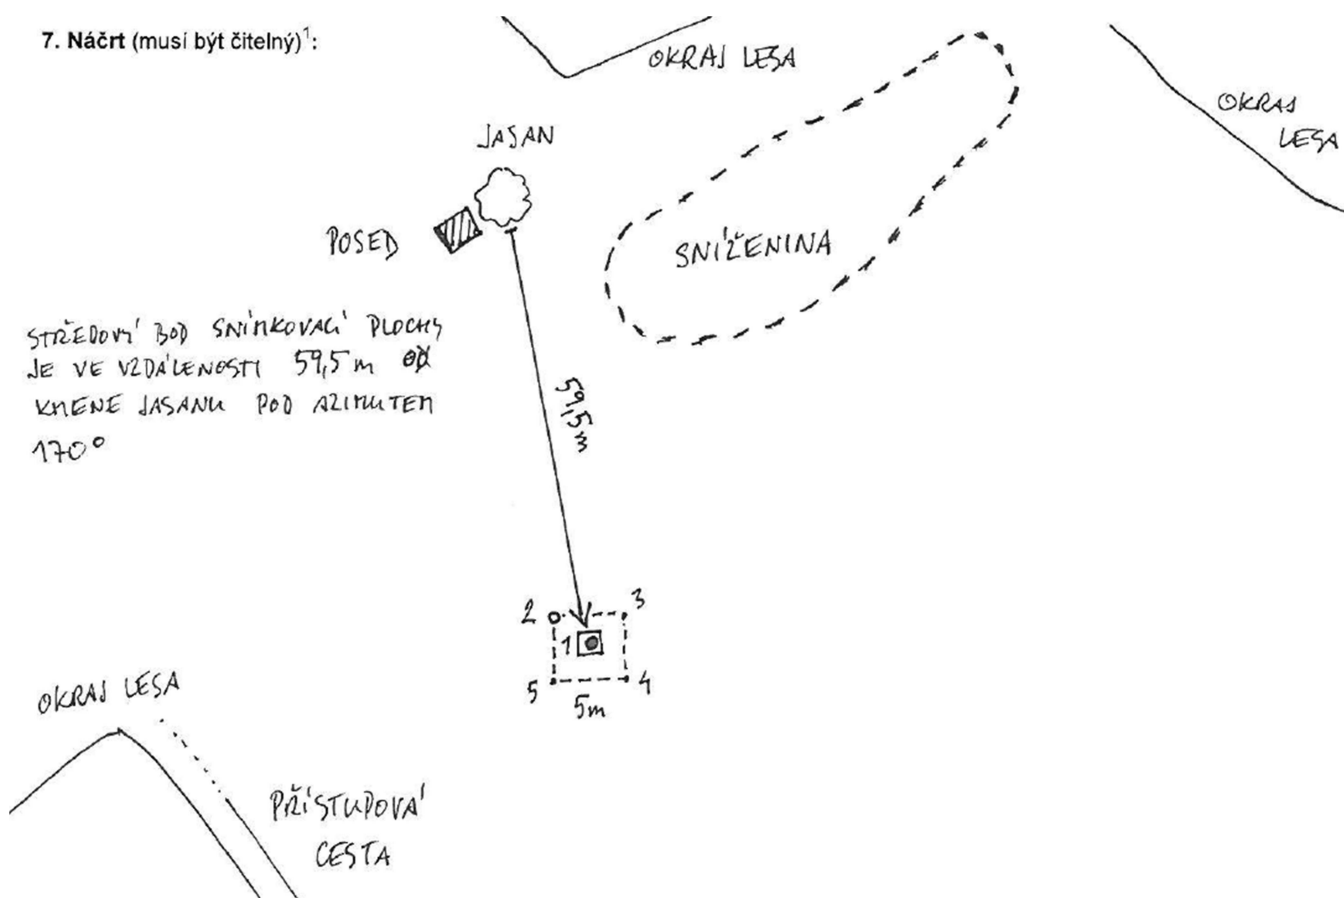 7. Náčrt (musí být čitelný)¹:
OKRAJ LESA
OKRAJ
LESA
JASAN
POSED
SNÍŽENINA
STŘEDOVÝ BOD SNÍMKOVACÍ PLOCHY
JE VE VZDÁLENOSTI 59,5 m OD
KMENE JASANU POD AZIMUTEM
170°
59,5m
2
3
1
5
4
5m
OKRAJ LESA
PŘÍSTUPOVÁ
CESTA